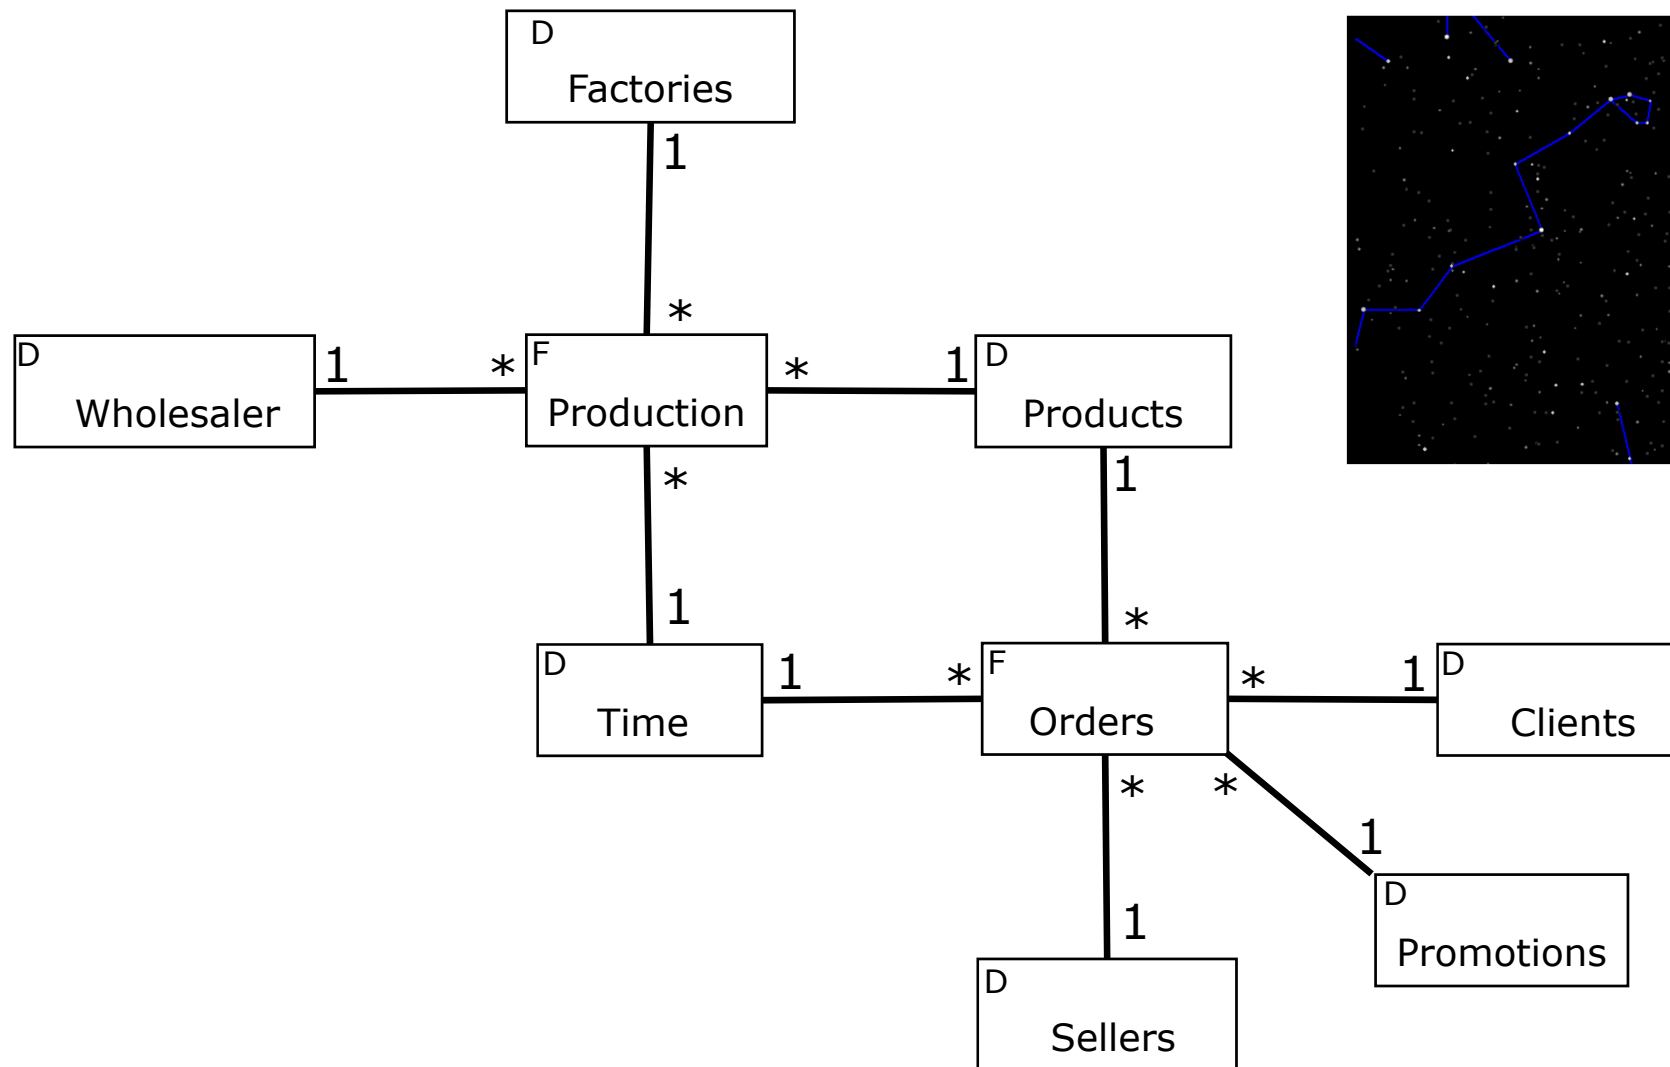 D
Factories
1
*
D
Wholesaler
1
*
F
Production
*
1
D
Products
*
1
1
*
D
Time
1
*
F
Orders
*
1
D
Clients
*
*
1
1
D
Promotions
D
Sellers